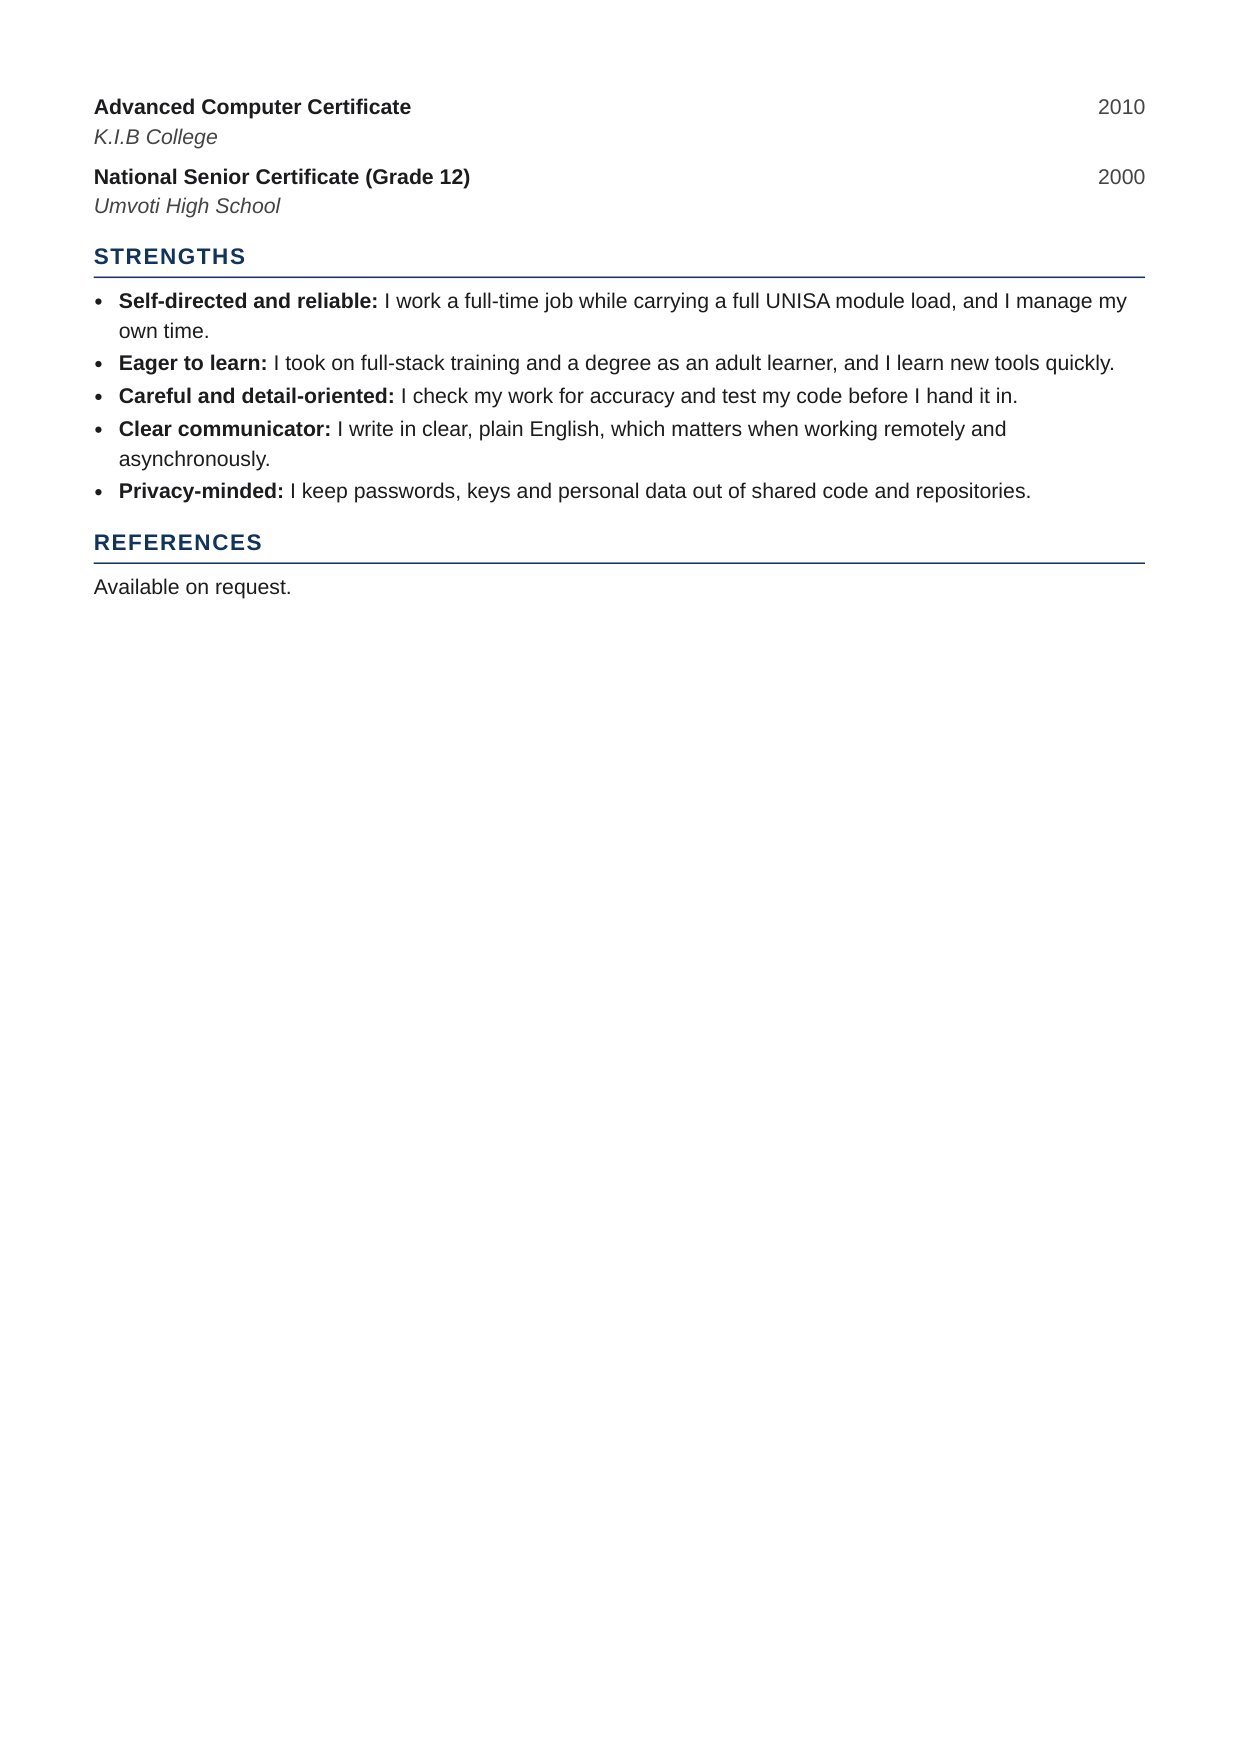 Advanced Computer Certificate 2010
K.I.B College
National Senior Certificate (Grade 12) 2000
Umvoti High School
STRENGTHS
• Self-directed and reliable: I work a full-time job while carrying a full UNISA module load, and I manage my
own time.
• Eager to learn: I took on full-stack training and a degree as an adult learner, and I learn new tools quickly.
• Careful and detail-oriented: I check my work for accuracy and test my code before I hand it in.
• Clear communicator: I write in clear, plain English, which matters when working remotely and
asynchronously.
• Privacy-minded: I keep passwords, keys and personal data out of shared code and repositories.
REFERENCES
Available on request.